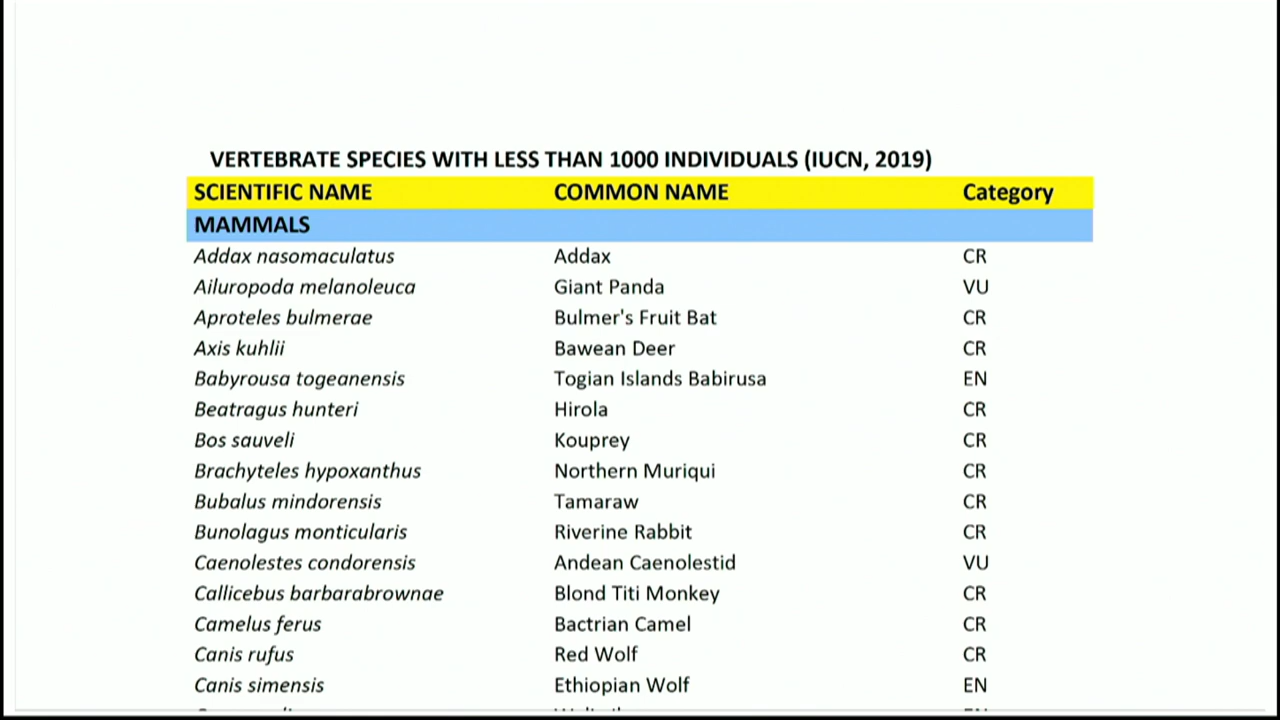 VERTEBRATE SPECIES WITH LESS THAN 1000 INDIVIDUALS (IUCN, 2019)
SCIENTIFIC NAME COMMON NAME Category
MAMMALS
Addax nasomaculatus Addax CR
Ailuropoda melanoleuca Giant Panda VU
Aproteles bulmerae Bulmer's Fruit Bat CR
Axis kuhlii Bawean Deer CR
Babyrousa togeanensis Togian Islands Babirusa EN
Beatragus hunteri Hirola CR
Bos sauveli Kouprey CR
Brachyteles hypoxanthus Northern Muriqui CR
Bubalus mindorensis Tamaraw CR
Bunolagus monticularis Riverine Rabbit CR
Caenolestes condorensis Andean Caenolestid VU
Callicebus barbarabrownae Blond Titi Monkey CR
Camelus ferus Bactrian Camel CR
Canis rufus Red Wolf CR
Canis simensis Ethiopian Wolf EN